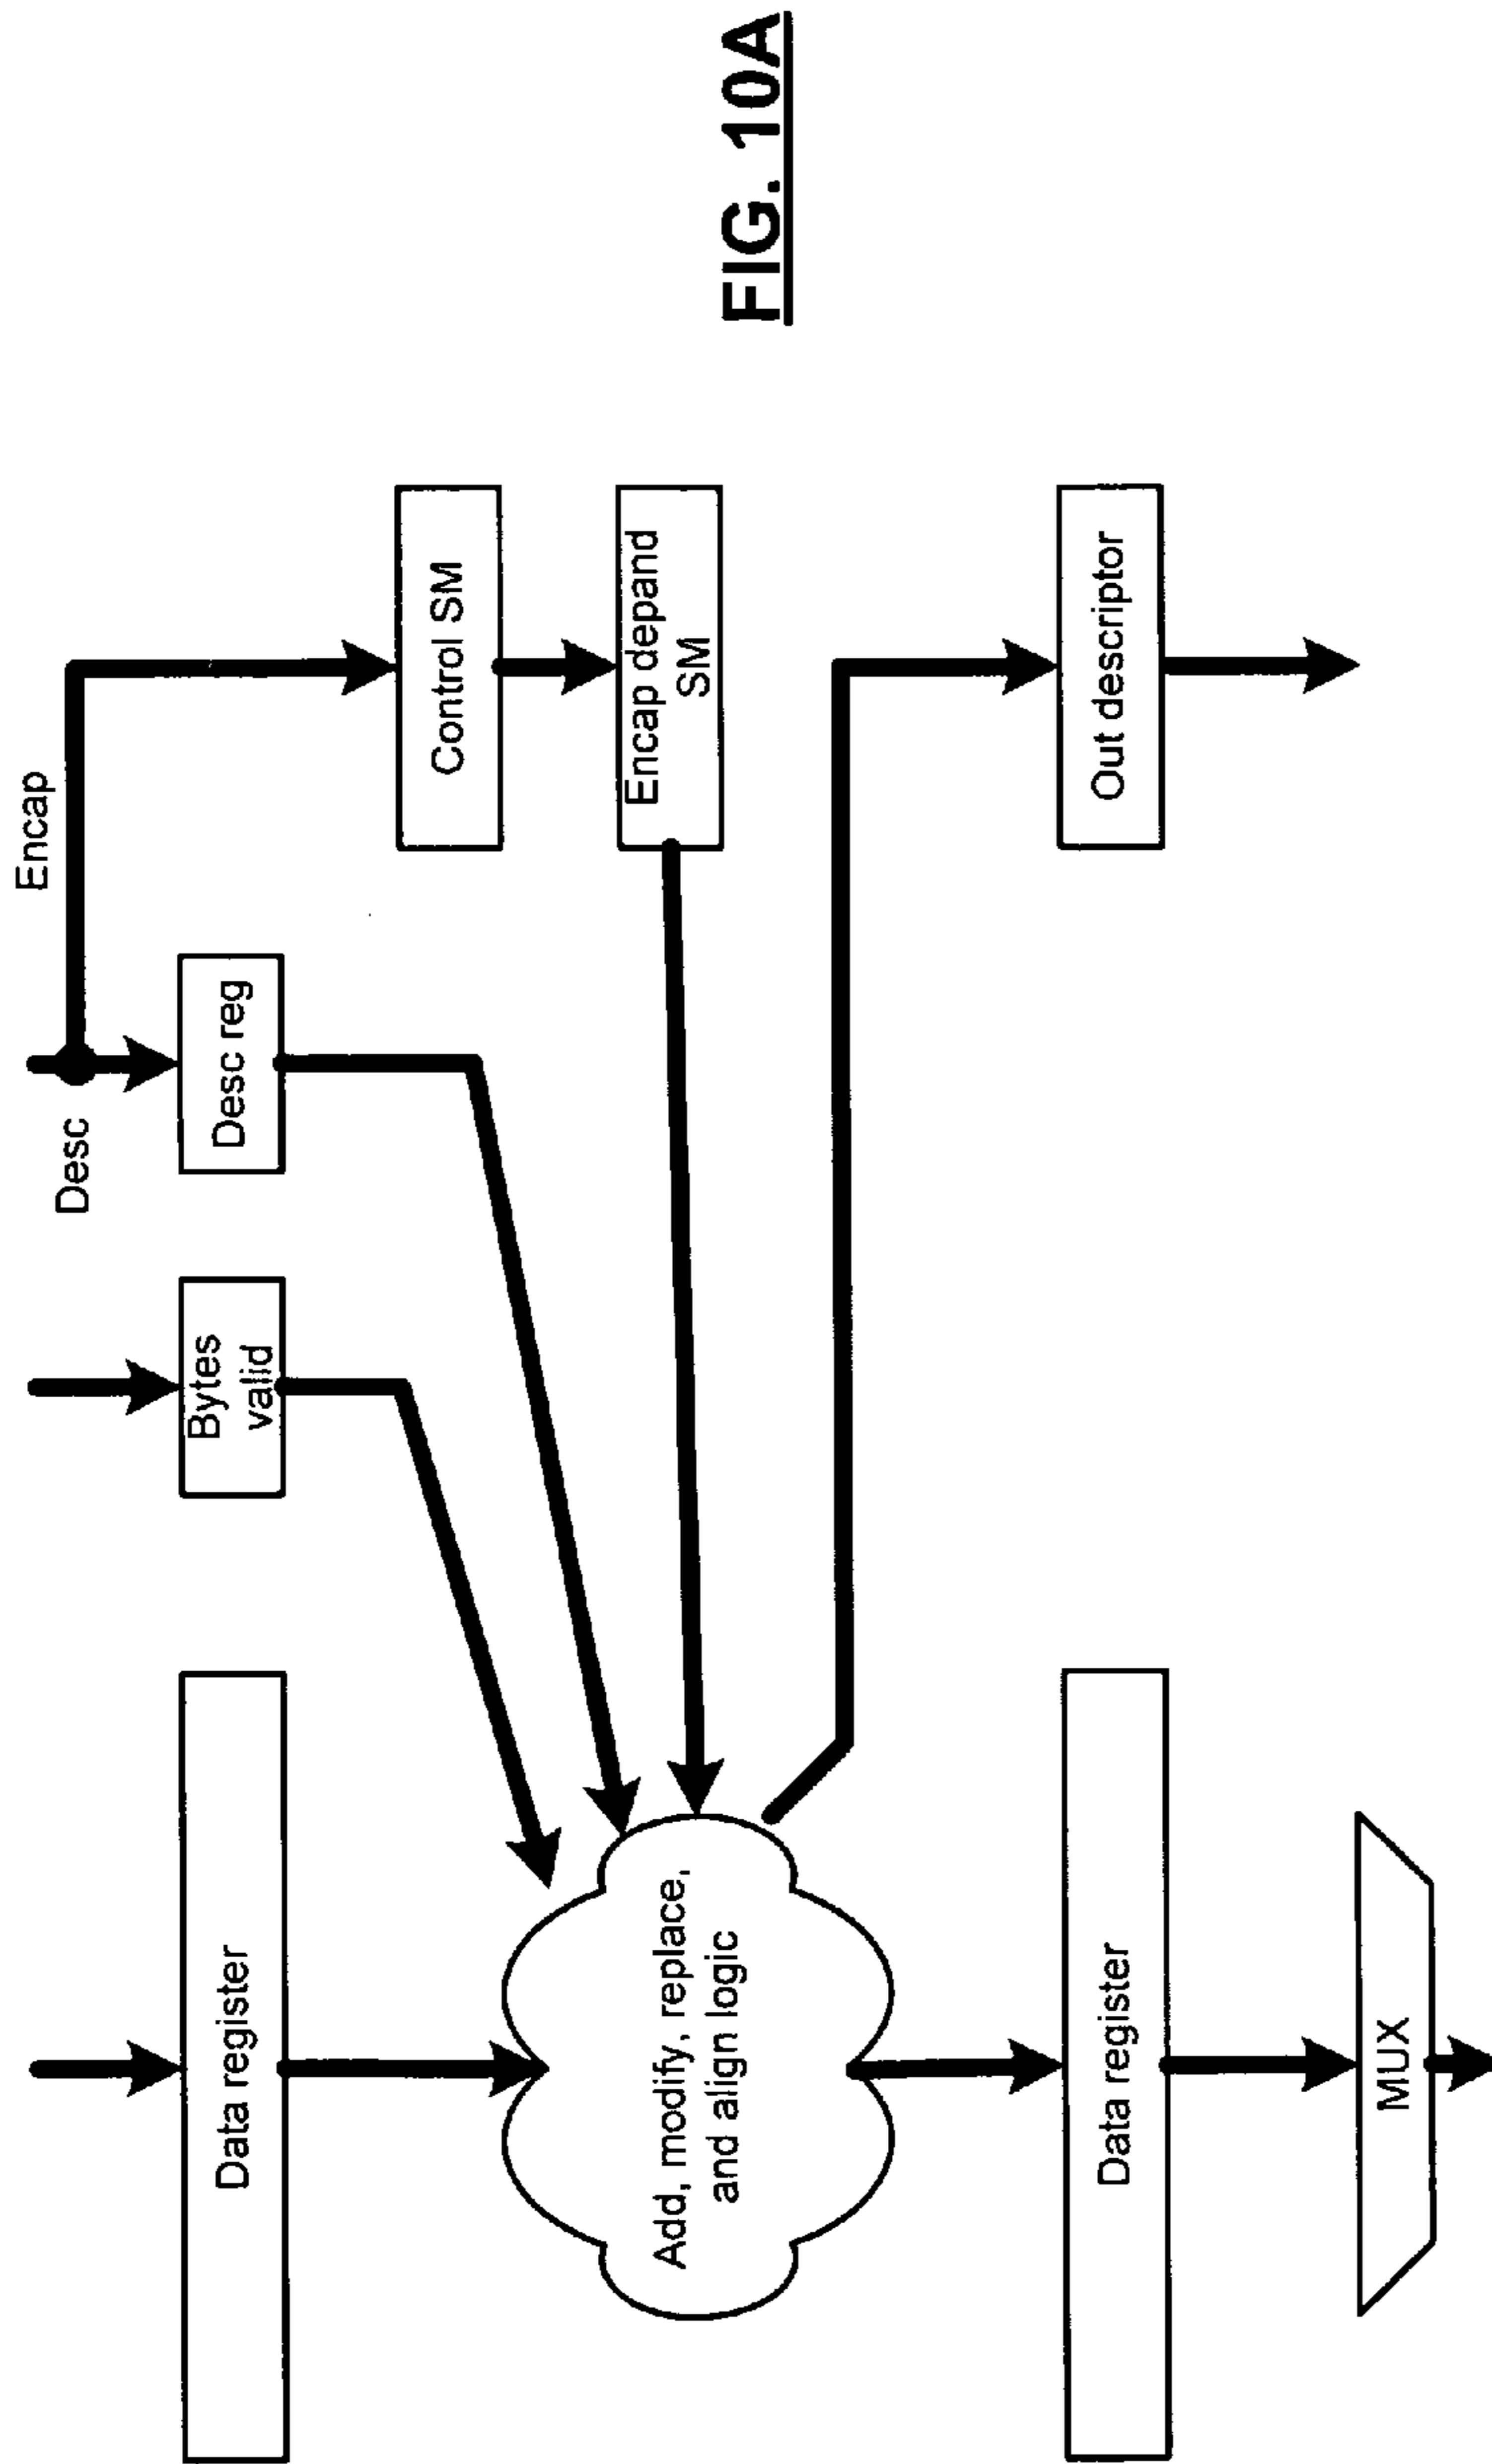 Encap
Desc
Data register
Bytes
valid
Desc reg
Control SM
Encap depand
SM
Add, modify, replace,
and align logic
Data register
Out descriptor
MUX
FIG. 10A